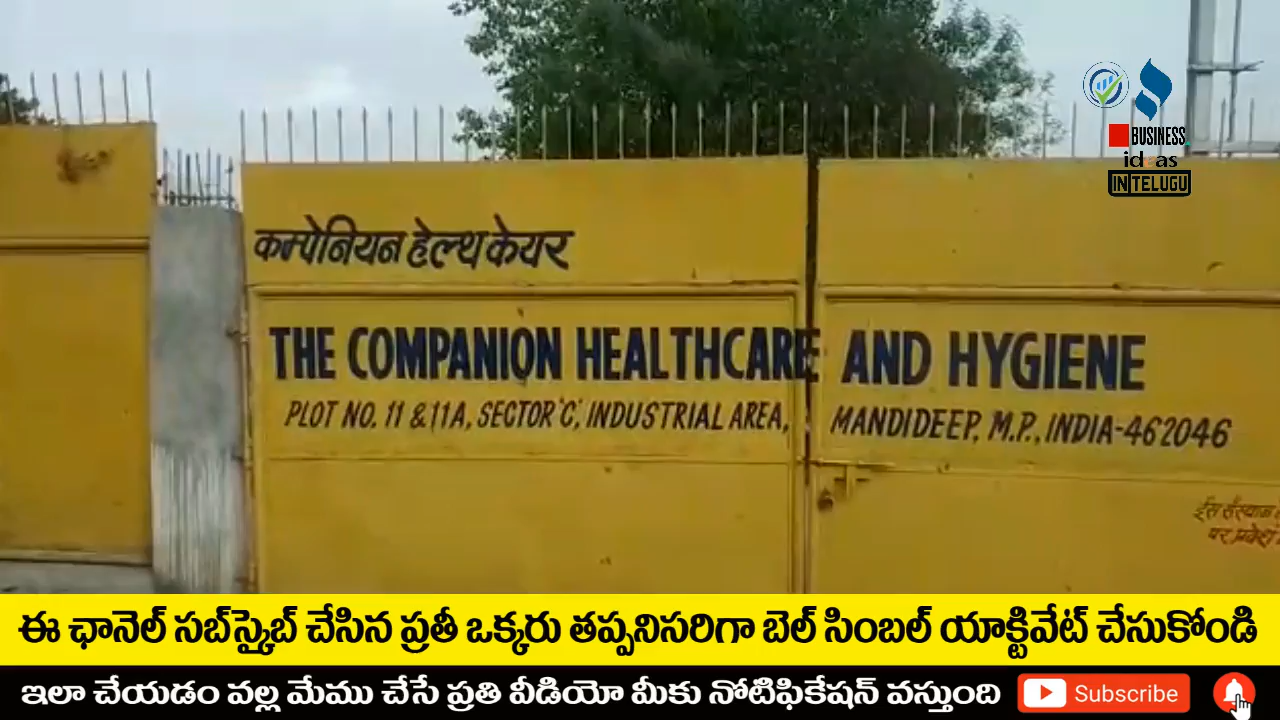 BUSINESS
ideas
IN TELUGU
कम्पेनियन हेल्थ केयर
THE COMPANION HEALTHCARE AND HYGIENE
PLOT NO. 11 & 11A, SECTOR 'C', INDUSTRIAL AREA, MANDIDEEP, M.P., INDIA-462046
ఈ ఛానెల్ సబ్‌స్క్రైబ్ చేసిన ప్రతీ ఒక్కరు తప్పనిసరిగా బెల్ సింబల్ యాక్టివేట్ చేసుకోండి
ఇలా చేయడం వల్ల మేము చేసే ప్రతి వీడియో మీకు నోటిఫికేషన్ వస్తుంది
Subscribe